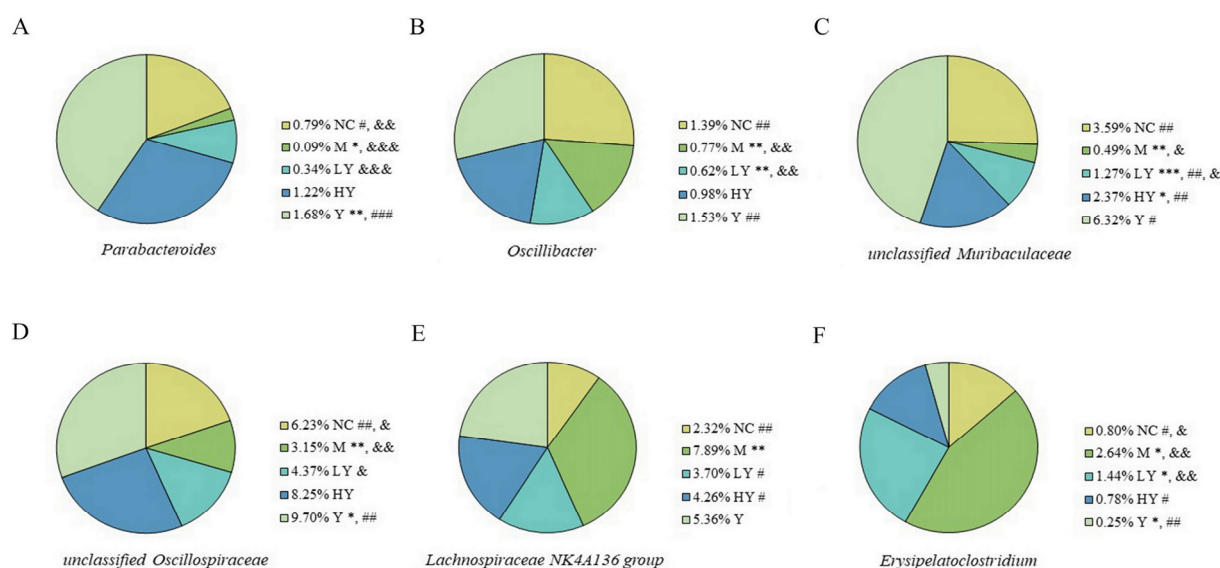 A
0.79% NC #, &&
0.09% M *, &&&
0.34% LY &&&
1.22% HY
1.68% Y **, ###
Parabacteroides
B
1.39% NC ##
0.77% M **, &&
0.62% LY **, &&
0.98% HY
1.53% Y ##
Oscillibacter
C
3.59% NC ##
0.49% M **, &
1.27% LY ***, ##, &
2.37% HY *, ##
6.32% Y #
unclassified Muribaculaceae
D
6.23% NC ##, &
3.15% M **, &&
4.37% LY &
8.25% HY
9.70% Y *, ##
unclassified Oscillospiraceae
E
2.32% NC ##
7.89% M **
3.70% LY #
4.26% HY #
5.36% Y
Lachnospiraceae NK4A136 group
F
0.80% NC #, &
2.64% M *, &&
1.44% LY *, &&
0.78% HY #
0.25% Y *, ##
Erysipelatoclostridium